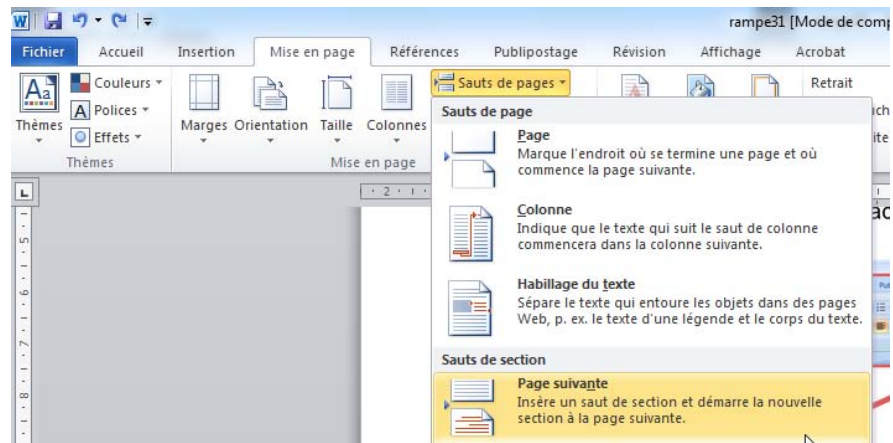 rampe31 [Mode de comp
Fichier Accueil Insertion Mise en page Références Publipostage Révision Affichage Acrobat
Thèmes Couleurs Polices Effets Marges Orientation Taille Colonnes Sauts de pages Retrait
Thèmes Mise en page
Sauts de page
Page
Marque l'endroit où se termine une page et où
commence la page suivante.
Colonne
Indique que le texte qui suit le saut de colonne
commencera dans la colonne suivante.
Habillage du texte
Sépare le texte qui entoure les objets dans des pages
Web, p. ex. le texte d'une légende et le corps du texte.
Sauts de section
Page suivante
Insère un saut de section et démarre la nouvelle
section à la page suivante.